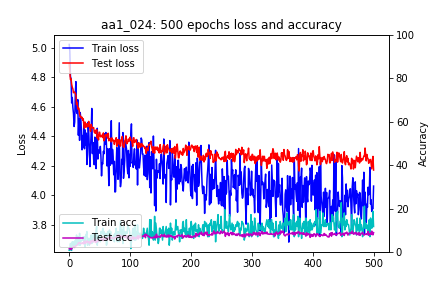 aa1_024: 500 epochs loss and accuracy
Train loss
Test loss
Train acc
Test acc
Loss
5.0
4.8
4.6
4.4
4.2
4.0
3.8
Accuracy
100
80
60
40
20
0
0 100 200 300 400 500